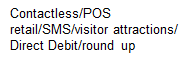 Contactless/POS
retail/SMS/visitor attractions/
Direct Debit/round up